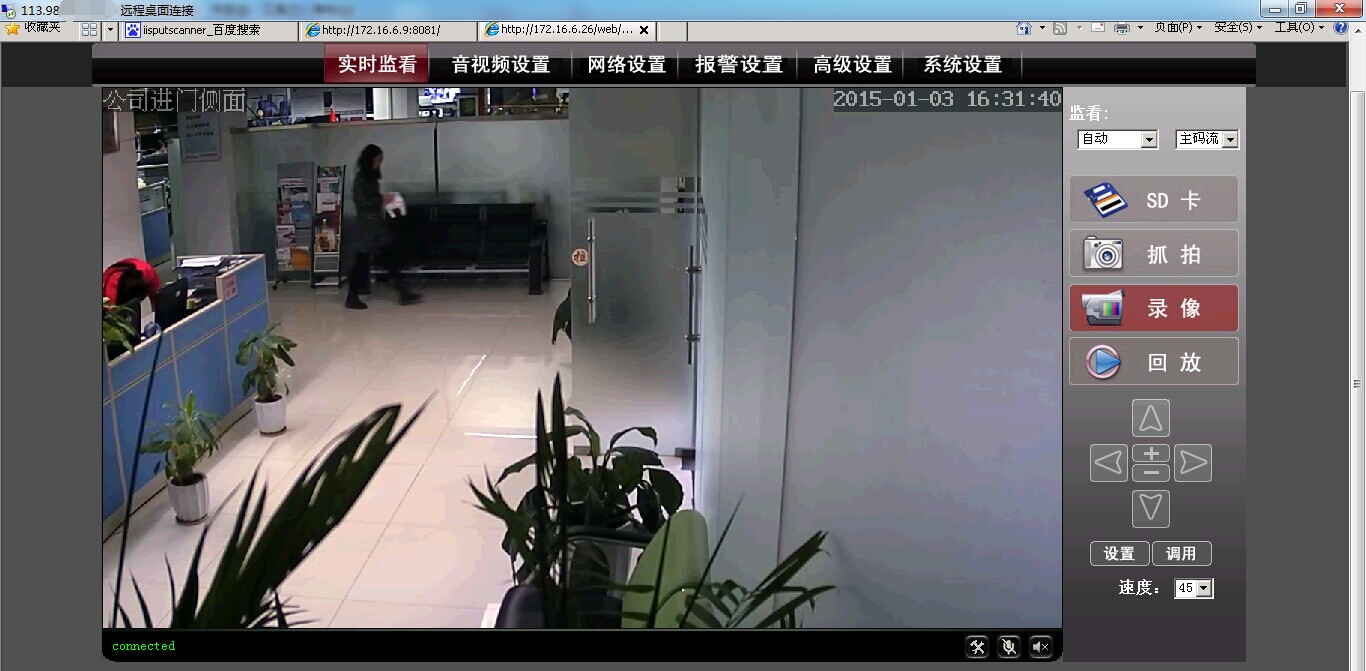 113.98
远程桌面连接
收藏夹
iisputscanner_百度搜索
http://172.16.6.9:8081/
http://172.16.6.26/web/...
页面(P)
安全(S)
工具(O)
实时监看
音视频设置
网络设置
报警设置
高级设置
系统设置
公司进门侧面
2015-01-03 16:31:40
监看:
自动
主码流
SD 卡
抓 拍
录 像
回 放
拉
+
−
设置
调用
速度：
45
connected